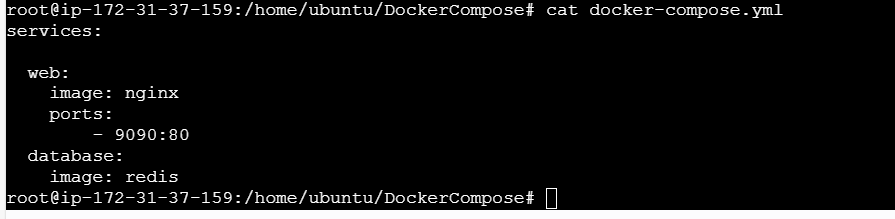 root@ip-172-31-37-159:/home/ubuntu/DockerCompose# cat docker-compose.yml
services:

  web:
    image: nginx
    ports:
        - 9090:80
  database:
    image: redis
root@ip-172-31-37-159:/home/ubuntu/DockerCompose#